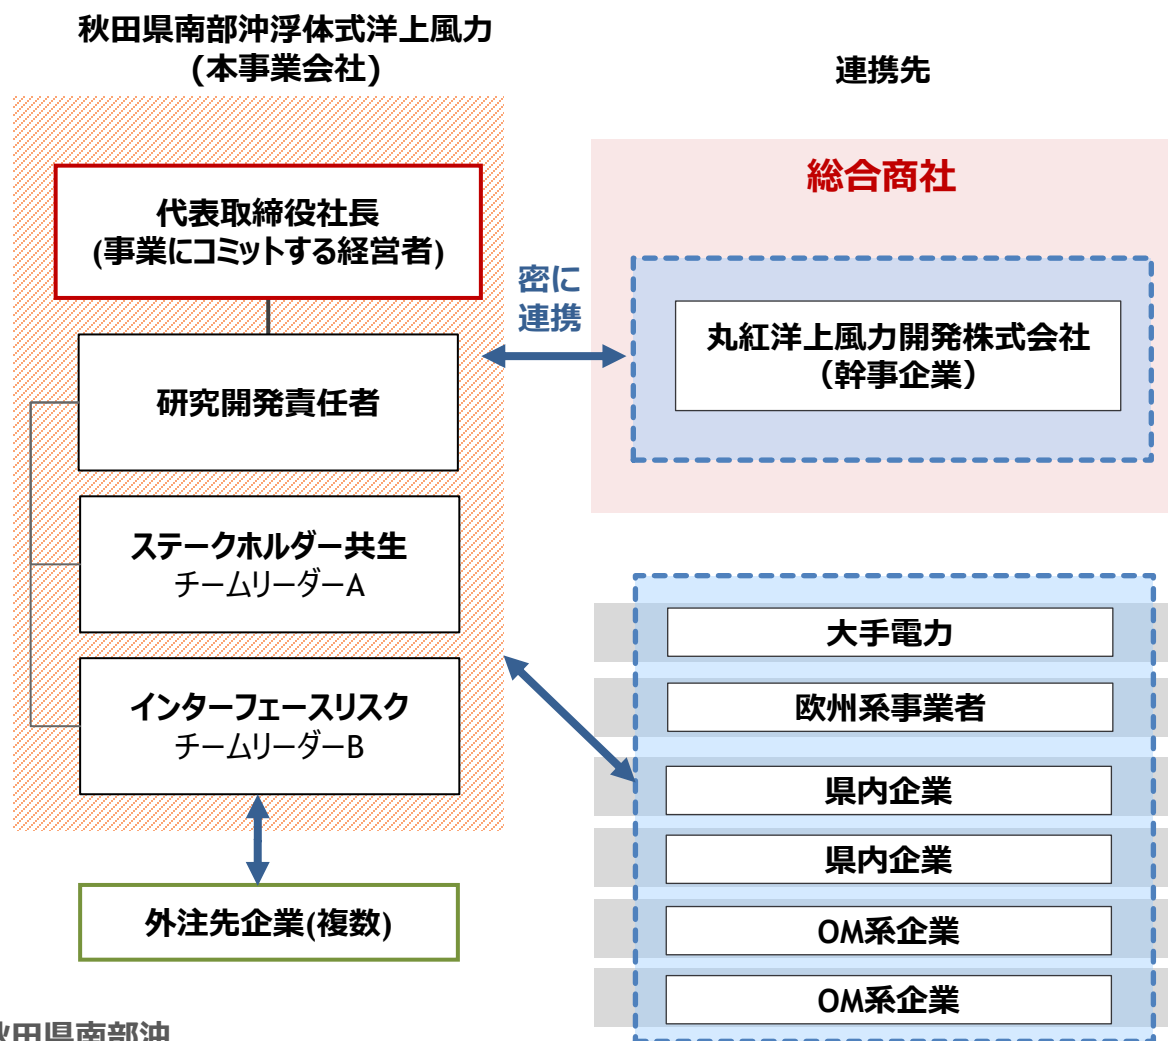 秋田県南部沖浮体式洋上風力
(本事業会社)
連携先
代表取締役社長
(事業にコミットする経営者)
研究開発責任者
ステークホルダー共生
チームリーダーA
インターフェースリスク
チームリーダーB
外注先企業(複数)
密に
連携
総合商社
丸紅洋上風力開発株式会社
（幹事企業）
大手電力
欧州系事業者
県内企業
県内企業
OM系企業
OM系企業
秋田県南部沖